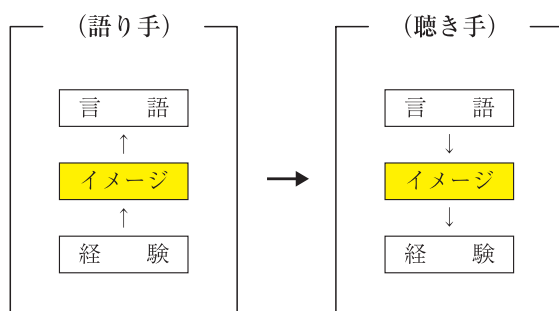 （語り手）
言　語
↑
イメージ
↑
経　験
→
（聴き手）
言　語
↓
イメージ
↓
経　験